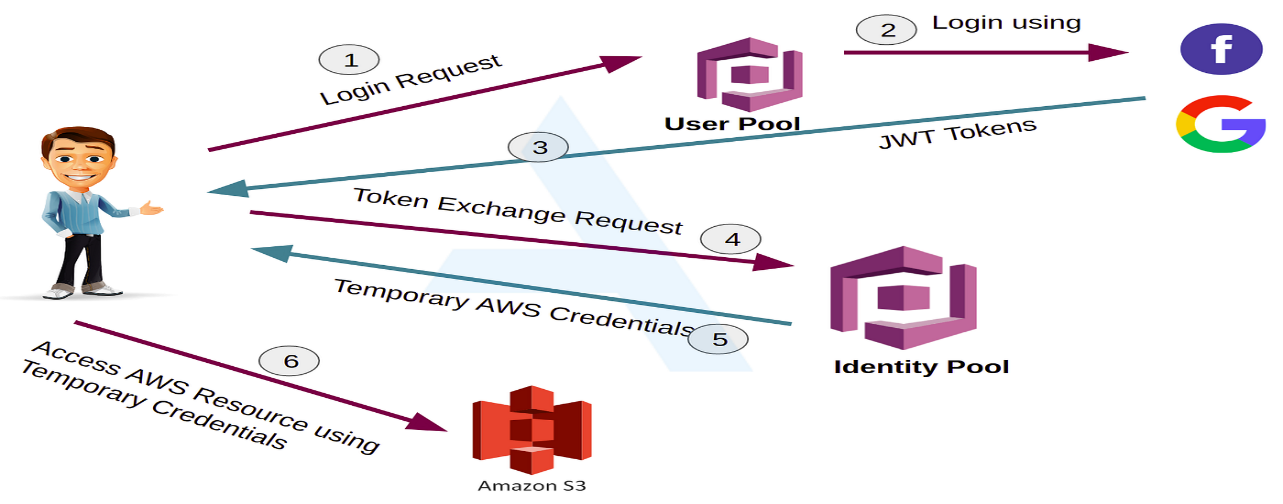 1
Login Request
2
Login using
f
User Pool
3
JWT Tokens
Token Exchange Request
4
Temporary AWS Credentials
5
Identity Pool
6
Access AWS Resource using
Temporary Credentials
Amazon S3